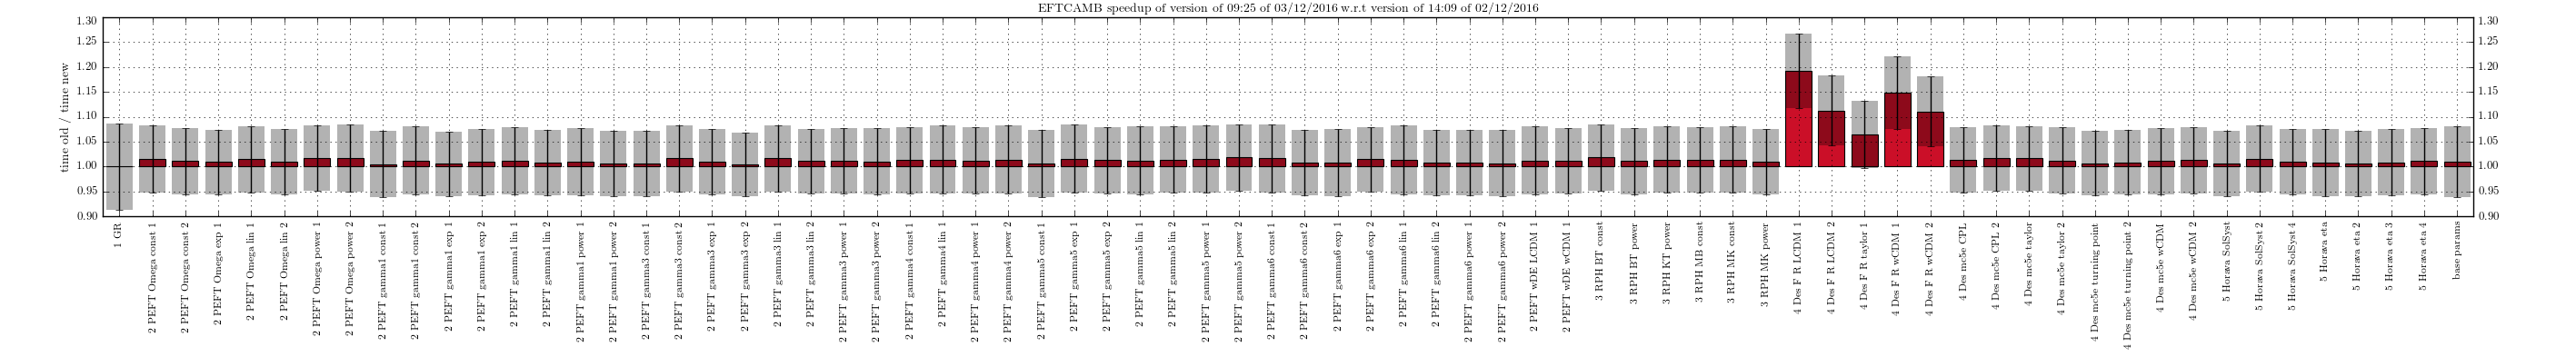 EFTCAMB speedup of version of 09:25 of 03/12/2016 w.r.t version of 14:09 of 02/12/2016
time old / time new
1.30
1.25
1.20
1.15
1.10
1.05
1.00
0.95
0.90
1.30
1.25
1.20
1.15
1.10
1.05
1.00
0.95
0.90
1 GR
2 PEFT Omega const 1
2 PEFT Omega const 2
2 PEFT Omega exp 1
2 PEFT Omega lin 1
2 PEFT Omega lin 2
2 PEFT Omega power 1
2 PEFT Omega power 2
2 PEFT gamma1 const 1
2 PEFT gamma1 const 2
2 PEFT gamma1 exp 1
2 PEFT gamma1 exp 2
2 PEFT gamma1 lin 1
2 PEFT gamma1 lin 2
2 PEFT gamma1 power 1
2 PEFT gamma1 power 2
2 PEFT gamma3 const 1
2 PEFT gamma3 const 2
2 PEFT gamma3 exp 1
2 PEFT gamma3 exp 2
2 PEFT gamma3 lin 1
2 PEFT gamma3 lin 2
2 PEFT gamma3 power 1
2 PEFT gamma3 power 2
2 PEFT gamma4 const 1
2 PEFT gamma4 lin 1
2 PEFT gamma4 power 1
2 PEFT gamma4 power 2
2 PEFT gamma5 const 1
2 PEFT gamma5 exp 1
2 PEFT gamma5 exp 2
2 PEFT gamma5 lin 1
2 PEFT gamma5 lin 2
2 PEFT gamma5 power 1
2 PEFT gamma5 power 2
2 PEFT gamma6 const 1
2 PEFT gamma6 const 2
2 PEFT gamma6 exp 1
2 PEFT gamma6 exp 2
2 PEFT gamma6 lin 1
2 PEFT gamma6 lin 2
2 PEFT gamma6 power 1
2 PEFT gamma6 power 2
2 PEFT wDE LCDM 1
2 PEFT wDE wCDM 1
3 RPH BT const
3 RPH BT power
3 RPH KT power
3 RPH MB const
3 RPH MK const
3 RPH MK power
4 Des F R LCDM 1
4 Des F R LCDM 2
4 Des F R taylor 1
4 Des F R wCDM 1
4 Des F R wCDM 2
4 Des mc5e CPL
4 Des mc5e CPL 2
4 Des mc5e taylor
4 Des mc5e taylor 2
4 Des mc5e turning point
4 Des mc5e turning point 2
4 Des mc5e wCDM
4 Des mc5e wCDM 2
5 Horava SolSyst
5 Horava SolSyst 2
5 Horava SolSyst 4
5 Horava eta
5 Horava eta 2
5 Horava eta 3
5 Horava eta 4
base params